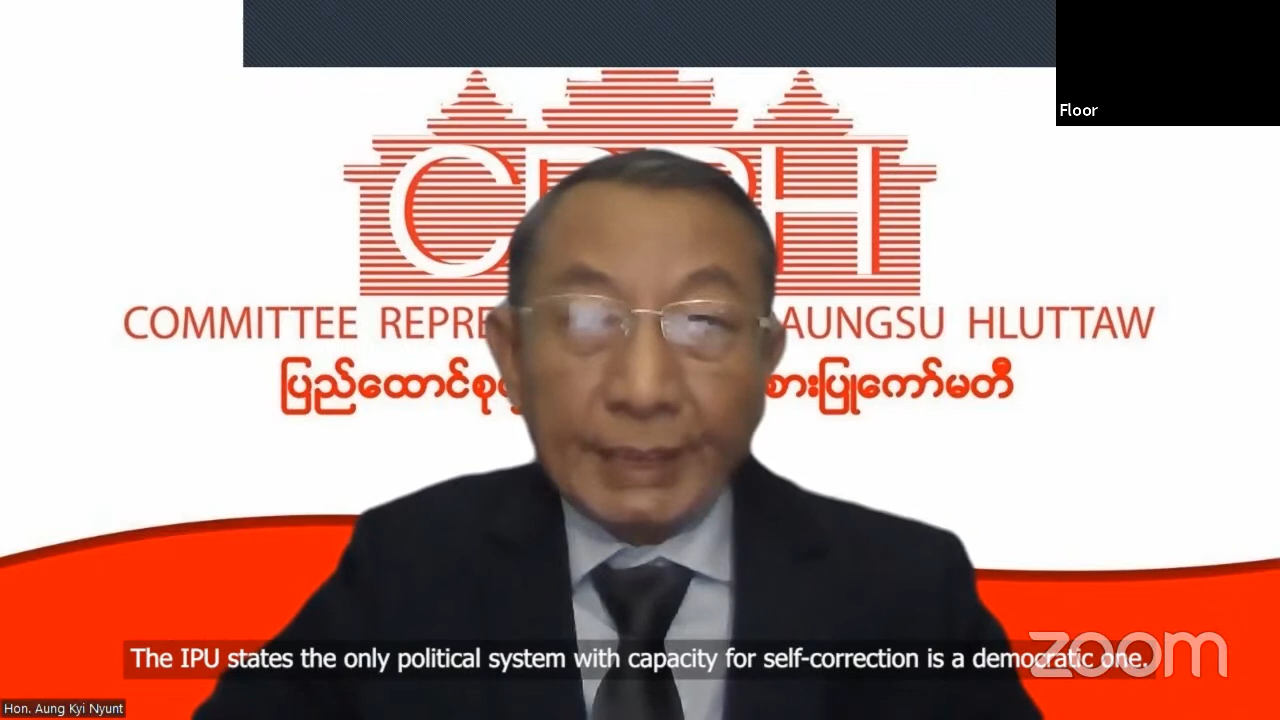 Floor
COMMITTEE REPRE AUNGSU HLUTTAW
ပြည်ထောင်စု စားပြုကော်မတီ
The IPU states the only political system with capacity for self-correction is a democratic one.
zoom
Hon. Aung Kyi Nyunt